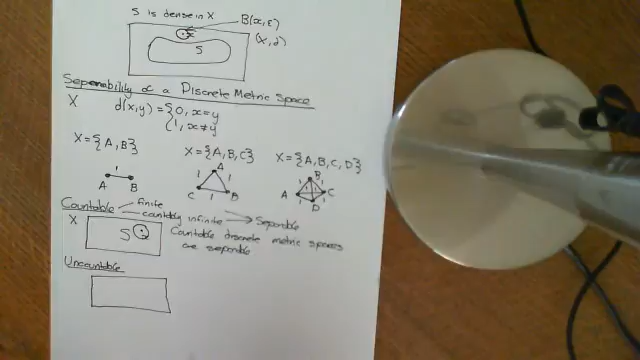 S is dense in X
B(x, ε)
x
S
(X, d)
Separability of a Discrete Metric Space
X d(x,y) = {0, x=y
{1, x≠y
X = {A, B}
1
A B
X = {A, B, C}
A
1 1
C 1 B
X = {A, B, C, D}
B
A C
D
Countable finite
countably infinite → Separable
X
S
Countable discrete metric spaces
are separable
Uncountable